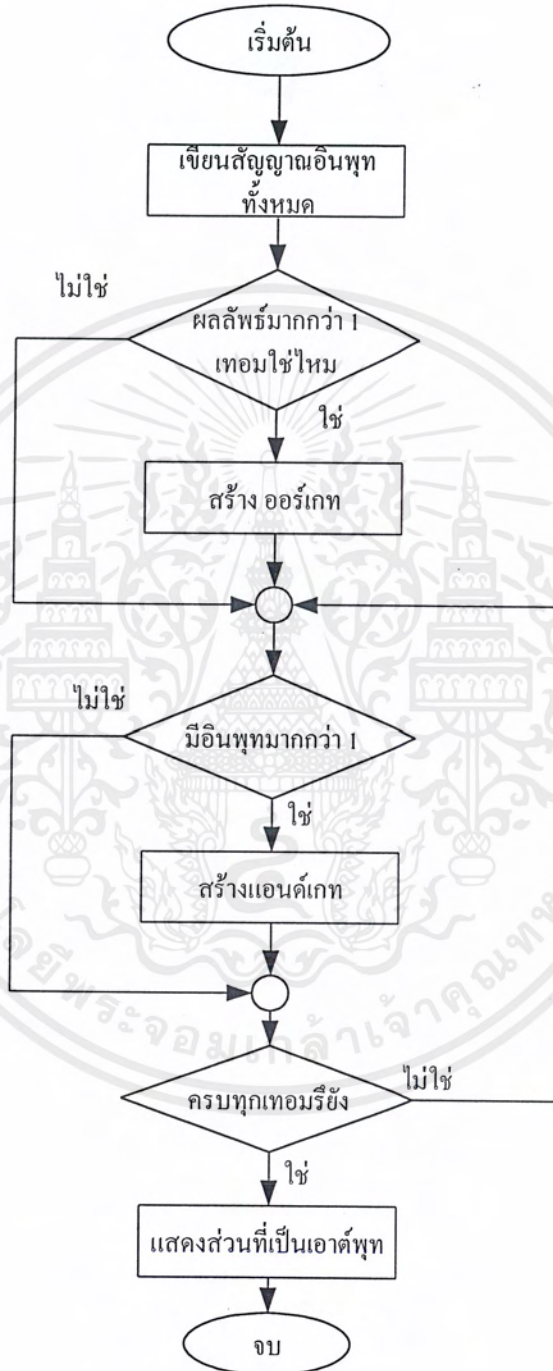 เริ่มต้น
เขียนสัญญาณอินพุท
ทั้งหมด
ไม่ใช่
ผลลัพธ์มากกว่า 1
เทอมใช่ไหม
ใช่
สร้าง ออร์เกท
ไม่ใช่
มีอินพุทมากกว่า 1
ใช่
สร้างแอนด์เกท
ครบทุกเทอมรึยัง
ไม่ใช่
ใช่
แสดงส่วนที่เป็นเอาต์พุท
จบ